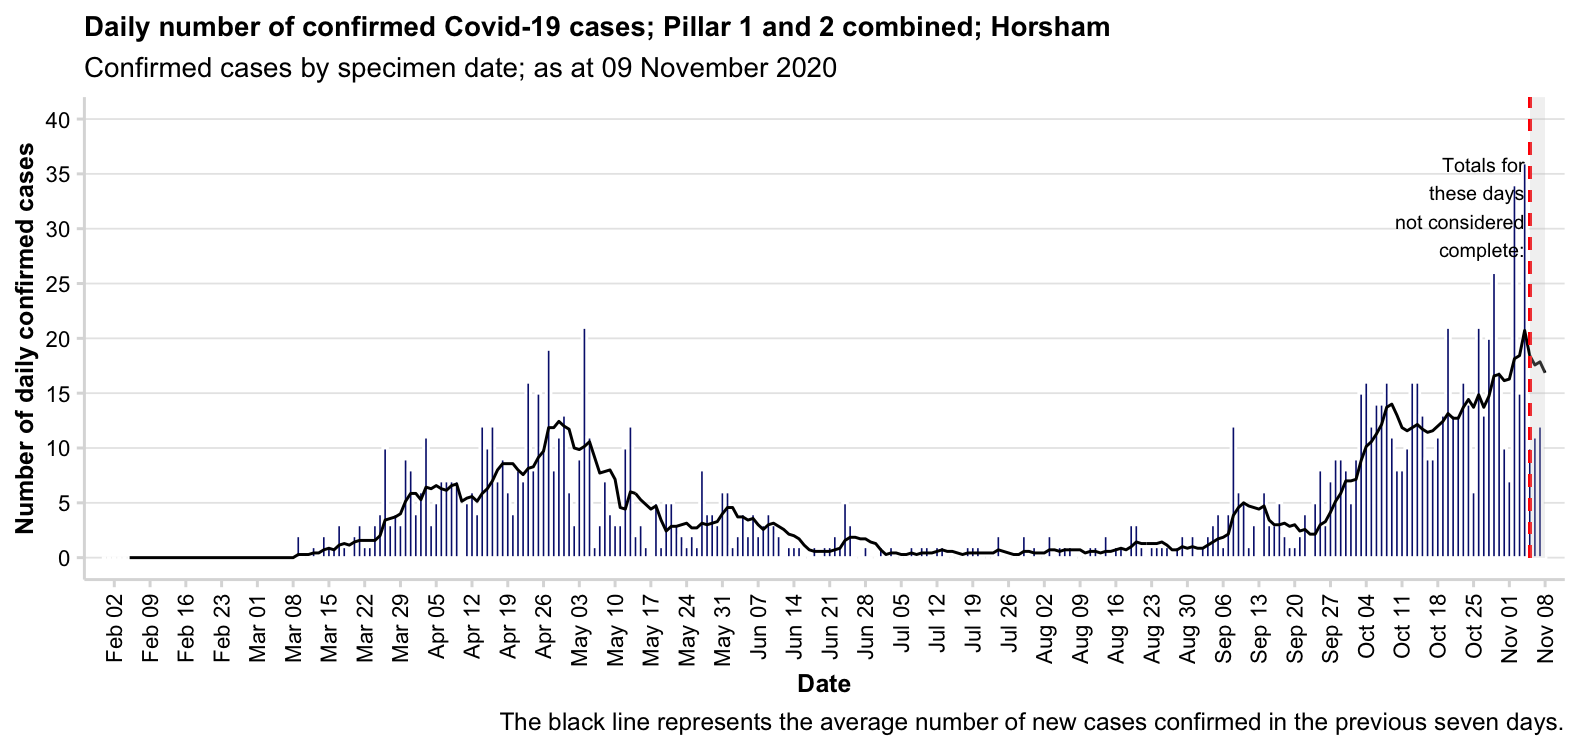 Daily number of confirmed Covid-19 cases; Pillar 1 and 2 combined; Horsham
Confirmed cases by specimen date; as at 09 November 2020
Number of daily confirmed cases
40
35
30
25
20
15
10
5
0
Totals for
these days
not considered
complete:
Feb 02
Feb 09
Feb 16
Feb 23
Mar 01
Mar 08
Mar 15
Mar 22
Mar 29
Apr 05
Apr 12
Apr 19
Apr 26
May 03
May 10
May 17
May 24
May 31
Jun 07
Jun 14
Jun 21
Jun 28
Jul 05
Jul 12
Jul 19
Jul 26
Aug 02
Aug 09
Aug 16
Aug 23
Aug 30
Sep 06
Sep 13
Sep 20
Sep 27
Oct 04
Oct 11
Oct 18
Oct 25
Nov 01
Nov 08
Date
The black line represents the average number of new cases confirmed in the previous seven days.